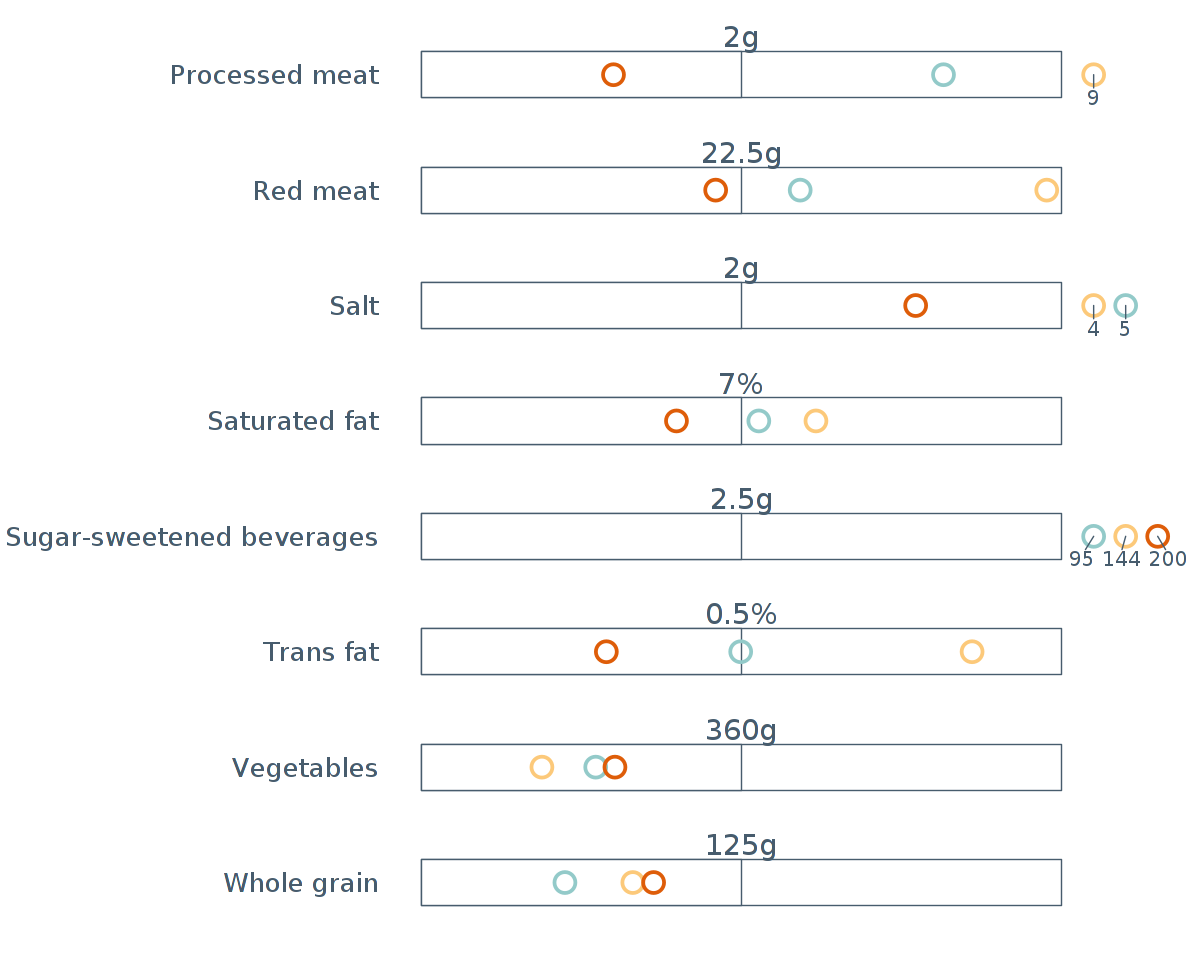 2g
Processed meat
9
22.5g
Red meat
2g
Salt
4 5
7%
Saturated fat
2.5g
Sugar-sweetened beverages
95 144 200
0.5%
Trans fat
360g
Vegetables
125g
Whole grain